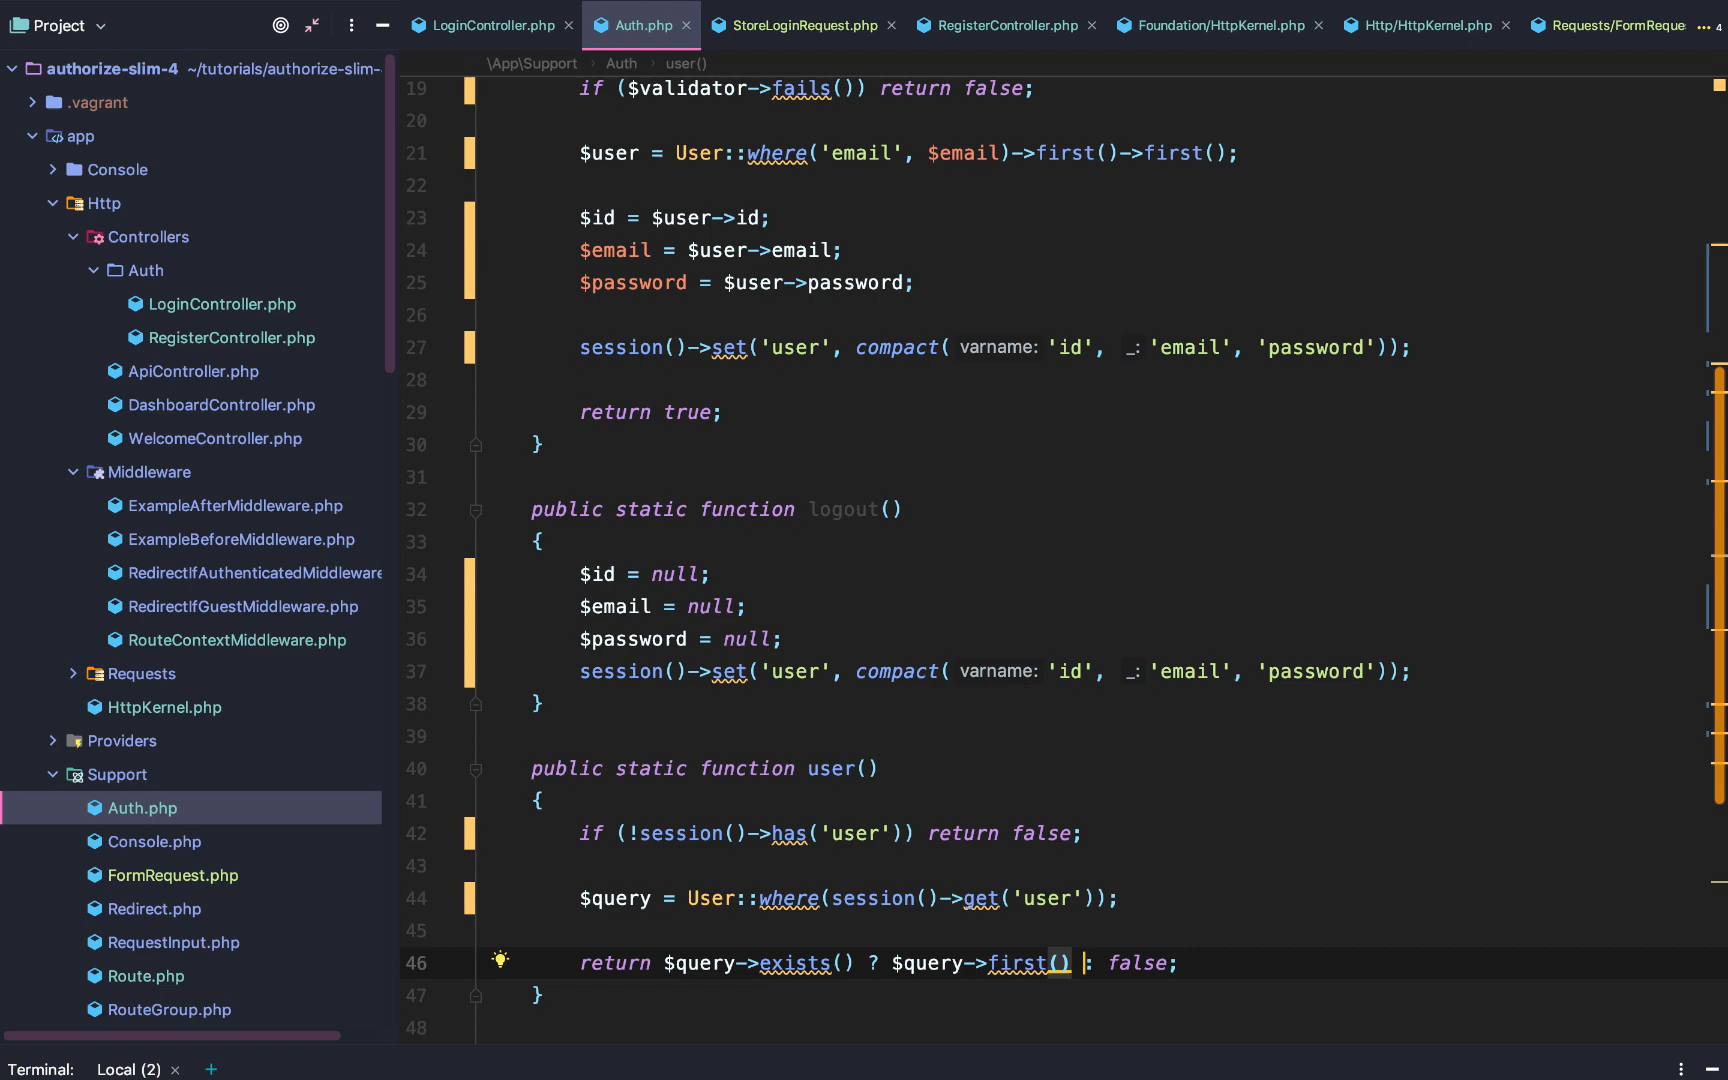 Project
LoginController.php
Auth.php
StoreLoginRequest.php
RegisterController.php
Foundation/HttpKernel.php
Http/HttpKernel.php
Requests/FormReque
4
authorize-slim-4 ~/tutorials/authorize-slim-
.vagrant
app
Console
Http
Controllers
Auth
LoginController.php
RegisterController.php
ApiController.php
DashboardController.php
WelcomeController.php
Middleware
ExampleAfterMiddleware.php
ExampleBeforeMiddleware.php
RedirectIfAuthenticatedMiddleware
RedirectIfGuestMiddleware.php
RouteContextMiddleware.php
Requests
HttpKernel.php
Providers
Support
Auth.php
Console.php
FormRequest.php
Redirect.php
RequestInput.php
Route.php
RouteGroup.php
\App\Support › Auth › user()
19 if ($validator->fails()) return false;
20
21 $user = User::where('email', $email)->first()->first();
22
23 $id = $user->id;
24 $email = $user->email;
25 $password = $user->password;
26
27 session()->set('user', compact( varname: 'id', _: 'email', 'password'));
28
29 return true;
30 }
31
32 public static function logout()
33 {
34 $id = null;
35 $email = null;
36 $password = null;
37 session()->set('user', compact( varname: 'id', _: 'email', 'password'));
38 }
39
40 public static function user()
41 {
42 if (!session()->has('user')) return false;
43
44 $query = User::where(session()->get('user'));
45
46 return $query->exists() ? $query->first() : false;
47 }
48
Terminal: Local (2) × +